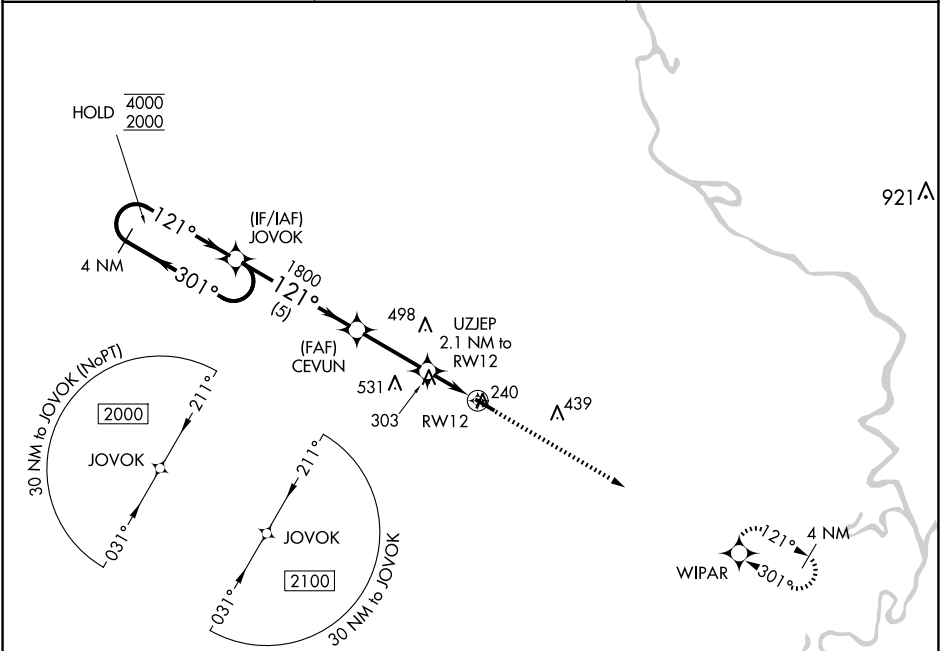 HOLD 4000
2000
921
121°
(IF/IAF)
JOVOK
4 NM
301°
1800
121°
(5)
498
UZJEP
2.1 NM to
RW12
(FAF)
CEVUN
531
303
RW12
240
439
30 NM to JOVOK (NoPT)
211°
2000
JOVOK
031°
211°
JOVOK
2100
031°
30 NM to JOVOK
121°
4 NM
WIPAR
301°